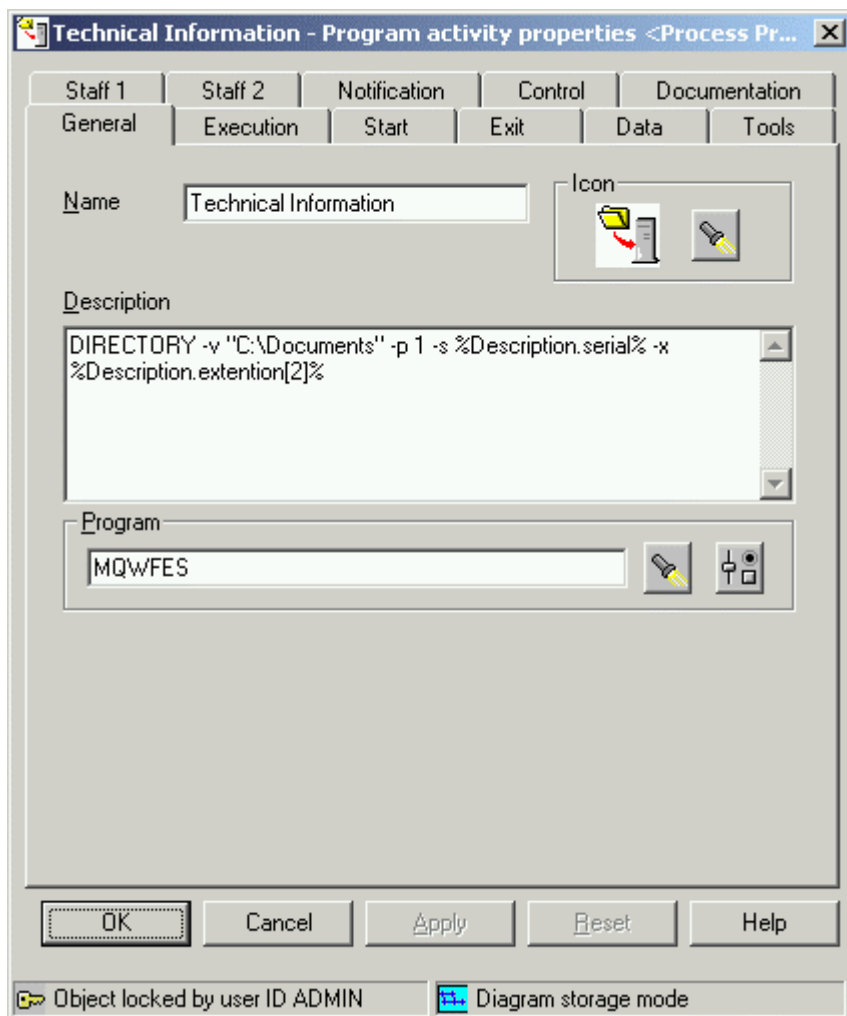 Technical Information - Program activity properties <Process Pr...
Staff 1 Staff 2 Notification Control Documentation
General Execution Start Exit Data Tools
Name Technical Information Icon
Description
DIRECTORY -v "C:\Documents" -p 1 -s %Description.serial% -x
%Description.extention[2]%
Program
MQWFES
OK Cancel Apply Reset Help
Object locked by user ID ADMIN Diagram storage mode